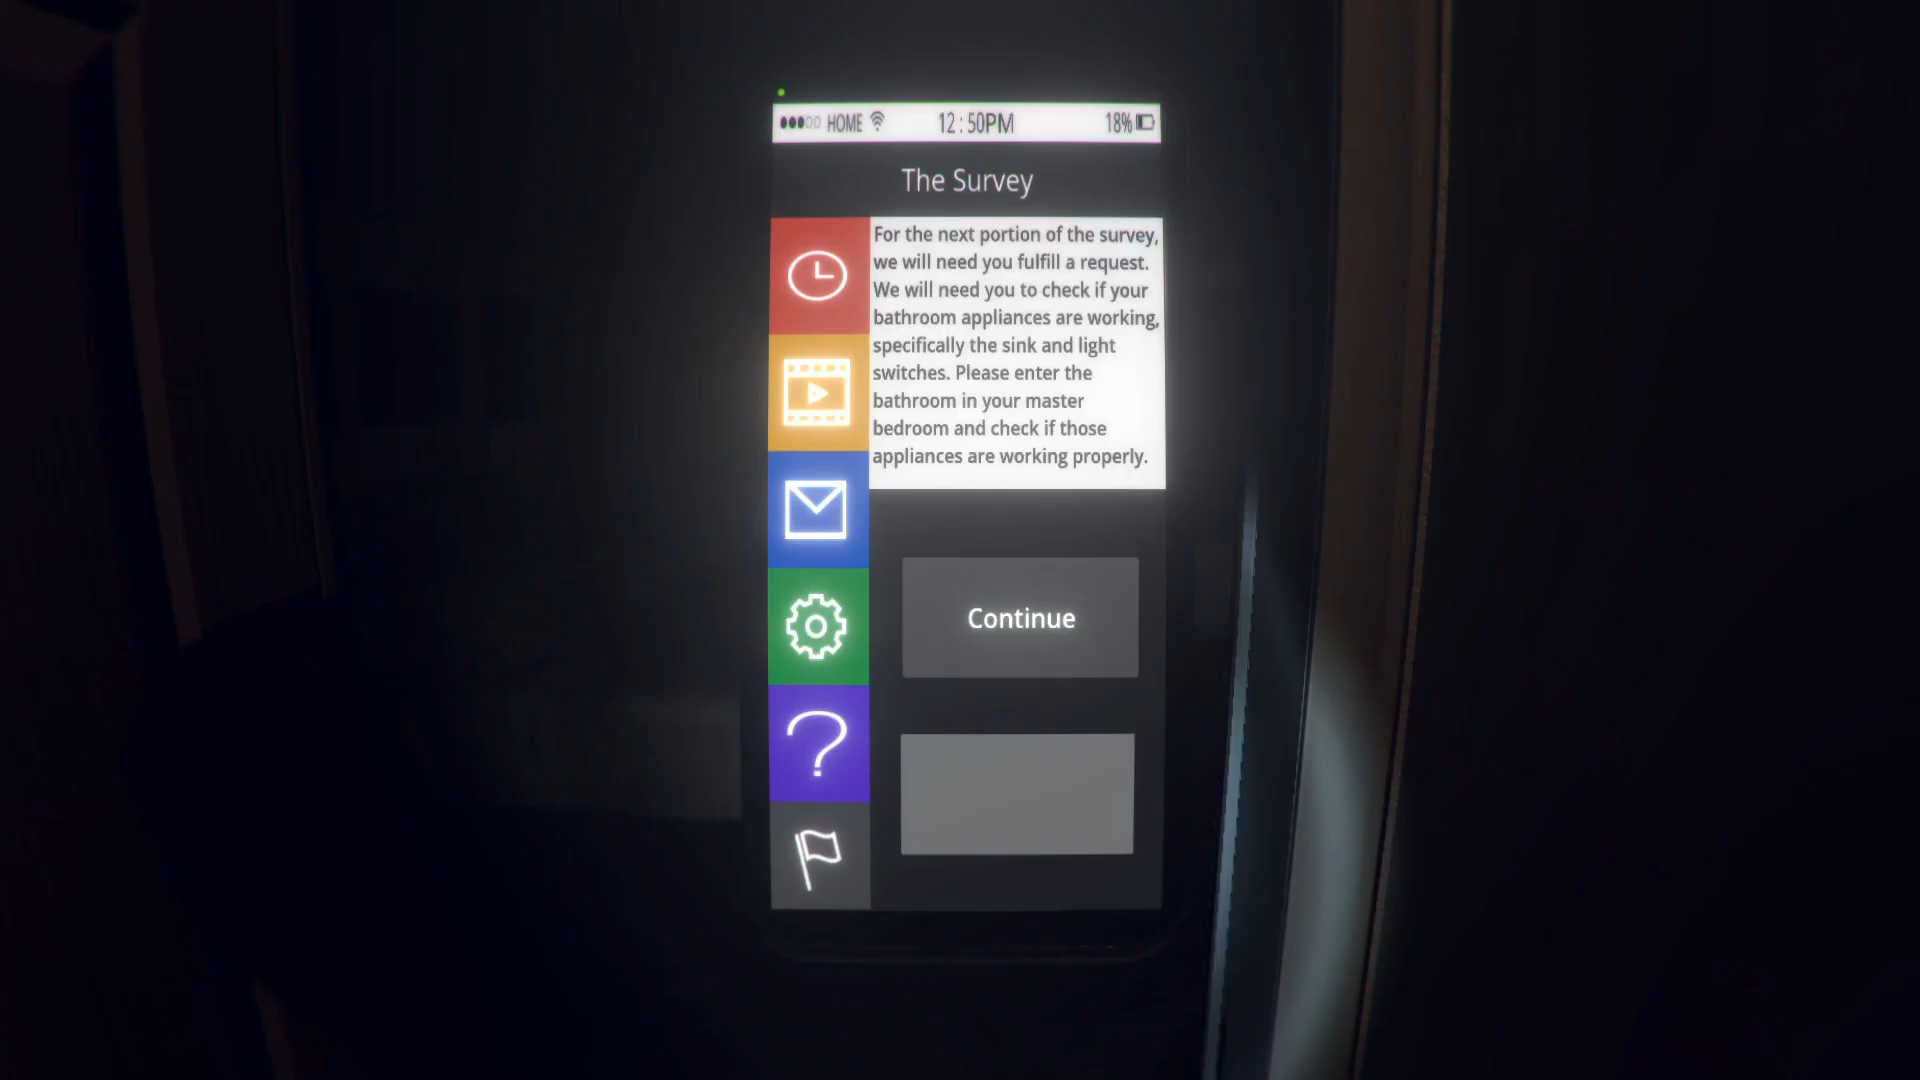 HOME 12:50PM 18%
The Survey
For the next portion of the survey,
we will need you fulfill a request.
We will need you to check if your
bathroom appliances are working,
specifically the sink and light
switches. Please enter the
bathroom in your master
bedroom and check if those
appliances are working properly.
Continue